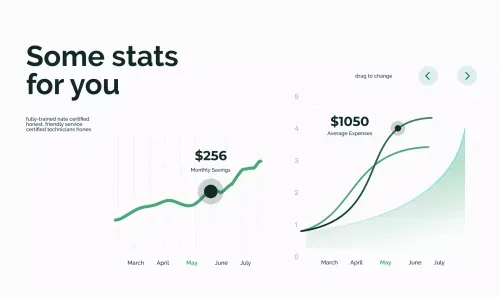 Some stats
for you
drag to change
fully-trained nate certified
honest, friendly service
certified technicians hones
$256
Monthly Savings
March April May June July
$1050
Average Expenses
5
4
3
2
1
0
March April May June July